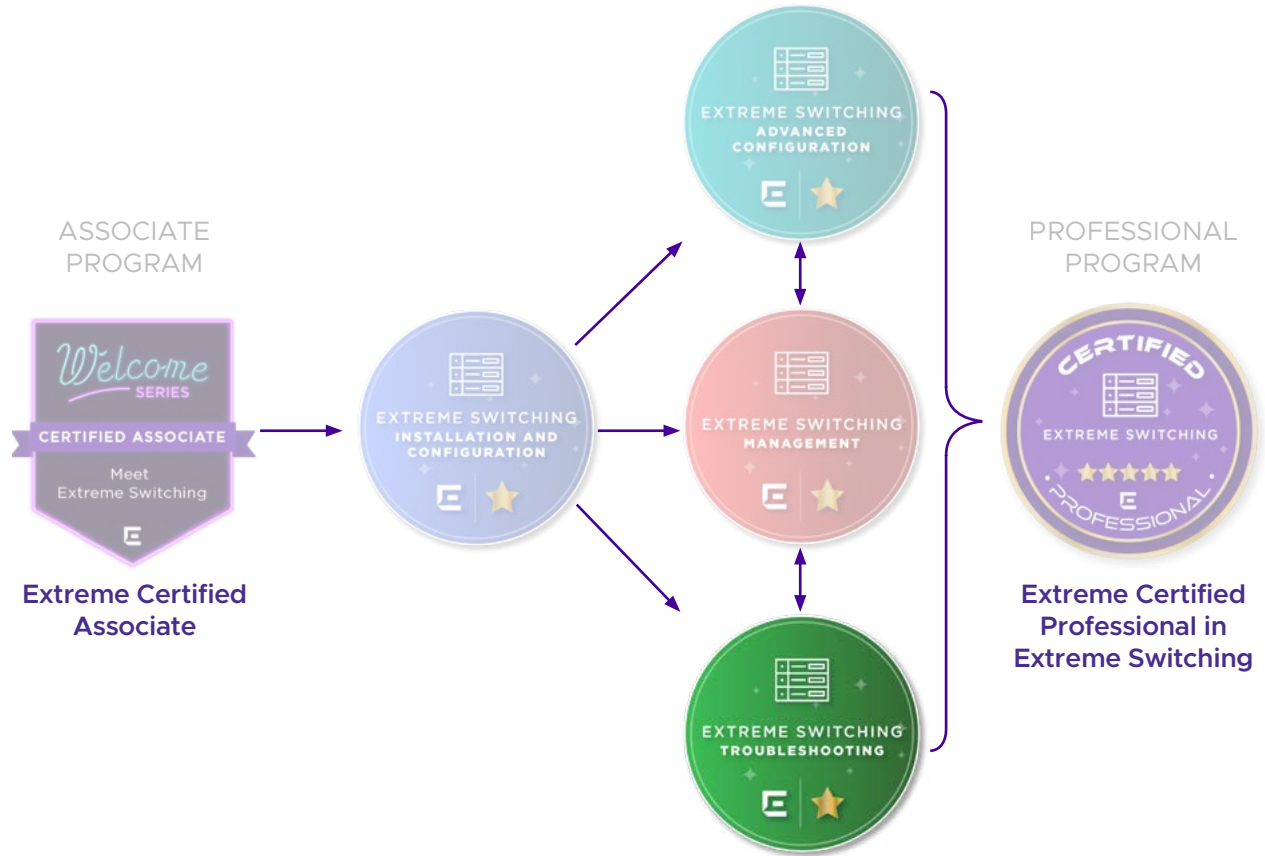 ASSOCIATE
PROGRAM
Welcome
SERIES
CERTIFIED ASSOCIATE
Meet
Extreme Switching
Extreme Certified
Associate
EXTREME SWITCHING
INSTALLATION AND
CONFIGURATION
EXTREME SWITCHING
ADVANCED
CONFIGURATION
EXTREME SWITCHING
MANAGEMENT
EXTREME SWITCHING
TROUBLESHOOTING
PROFESSIONAL
PROGRAM
CERTIFIED
EXTREME SWITCHING
PROFESSIONAL
Extreme Certified
Professional in
Extreme Switching